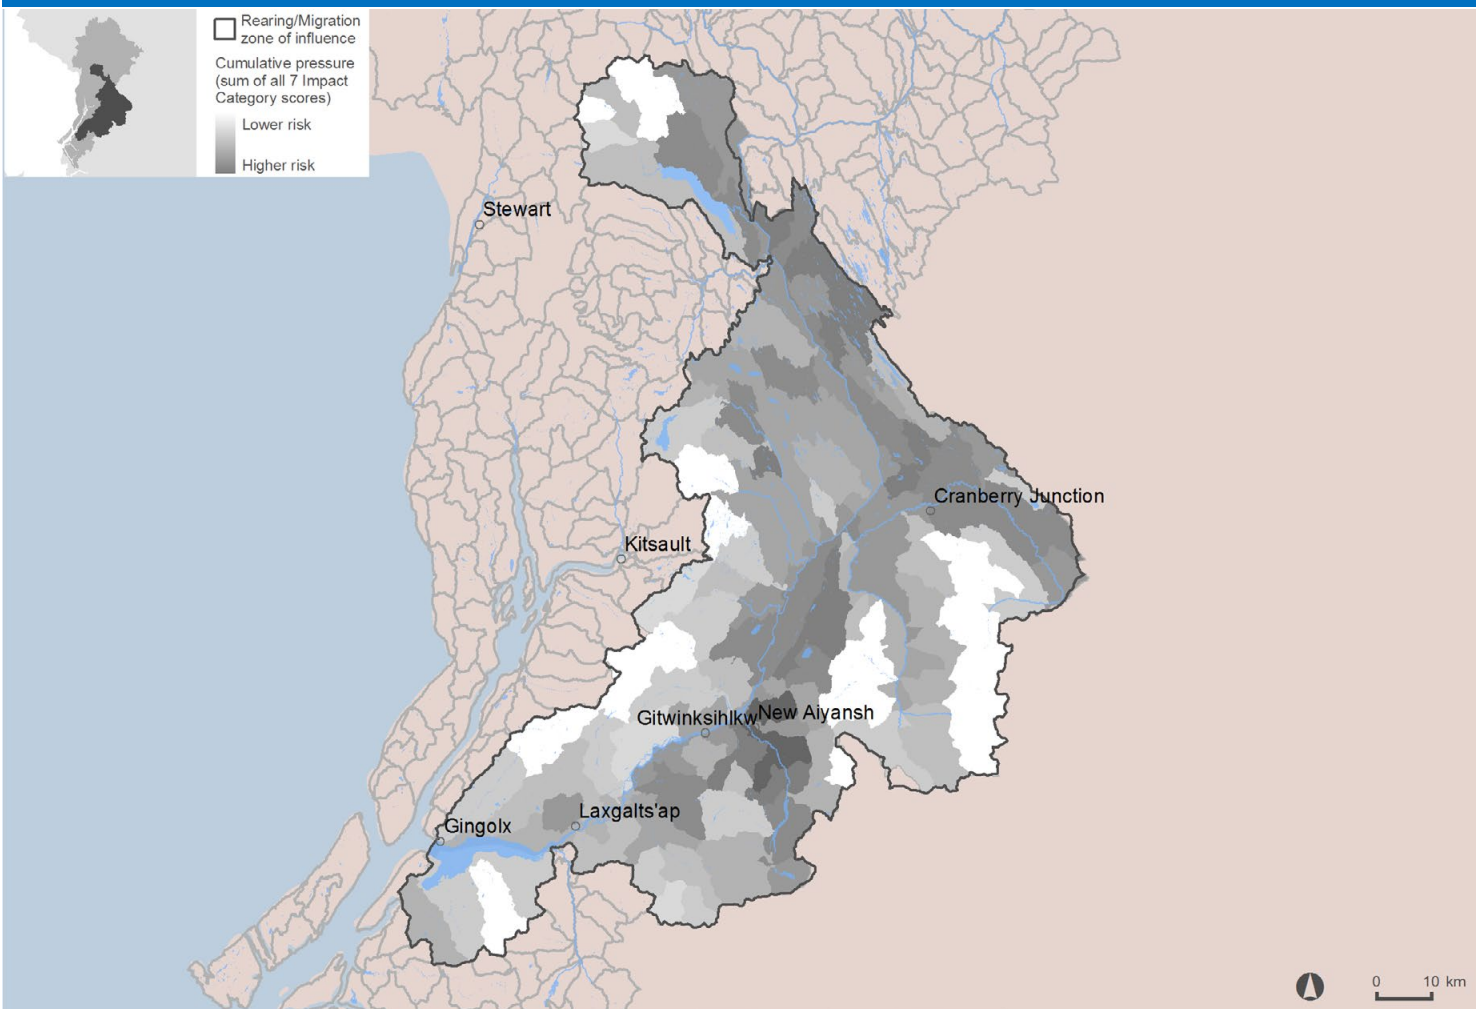 Rearing/Migration
zone of influence
Cumulative pressure
(sum of all 7 Impact
Category scores)
Lower risk
Higher risk
Stewart
Cranberry Junction
Kitsault
Gitwinksihlkw
New Aiyansh
Laxgalts'ap
Gingolx
0 10 km